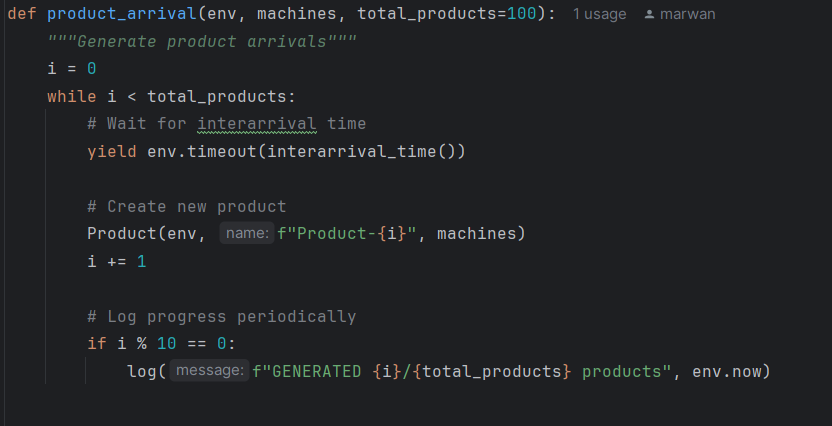 def product_arrival(env, machines, total_products=100): 1 usage marwan
    """Generate product arrivals"""
    i = 0
    while i < total_products:
        # Wait for interarrival time
        yield env.timeout(interarrival_time())
        # Create new product
        Product(env, name: f"Product-{i}", machines)
        i += 1
        # Log progress periodically
        if i % 10 == 0:
            log( message: f"GENERATED {i}/{total_products} products", env.now)